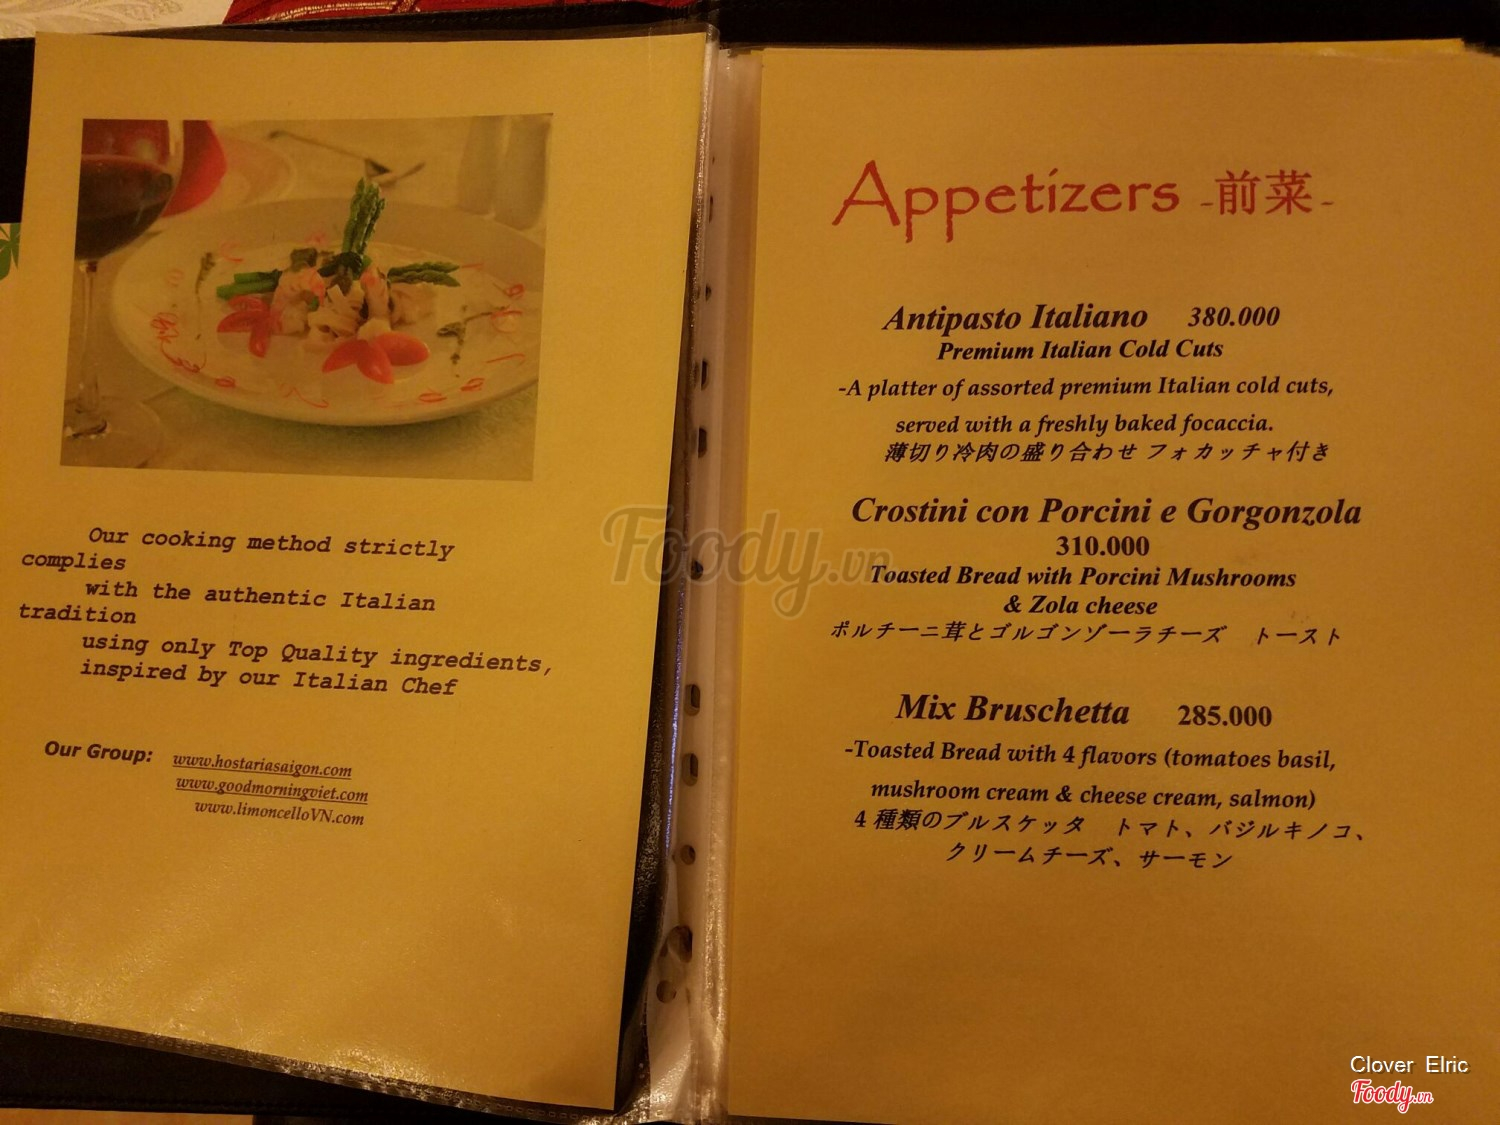 Our cooking method strictly
complies
with the authentic Italian
tradition
using only Top Quality ingredients,
inspired by our Italian Chef
Our Group: www.hostariasaigon.com
www.goodmorningviet.com
www.limoncelloVN.com
Appetizers -前菜-
Antipasto Italiano 380.000
Premium Italian Cold Cuts
-A platter of assorted premium Italian cold cuts,
served with a freshly baked focaccia.
薄切り冷肉の盛り合わせ フォカッチャ付き
Crostini con Porcini e Gorgonzola
310.000
Toasted Bread with Porcini Mushrooms
& Zola cheese
ポルチーニ茸とゴルゴンゾーラチーズ　トースト
Mix Bruschetta 285.000
-Toasted Bread with 4 flavors (tomatoes basil,
mushroom cream & cheese cream, salmon)
4 種類のブルスケッタ　トマト、バジルキノコ、
クリームチーズ、サーモン
Foody.vn
Clover Elric
Foody.vn